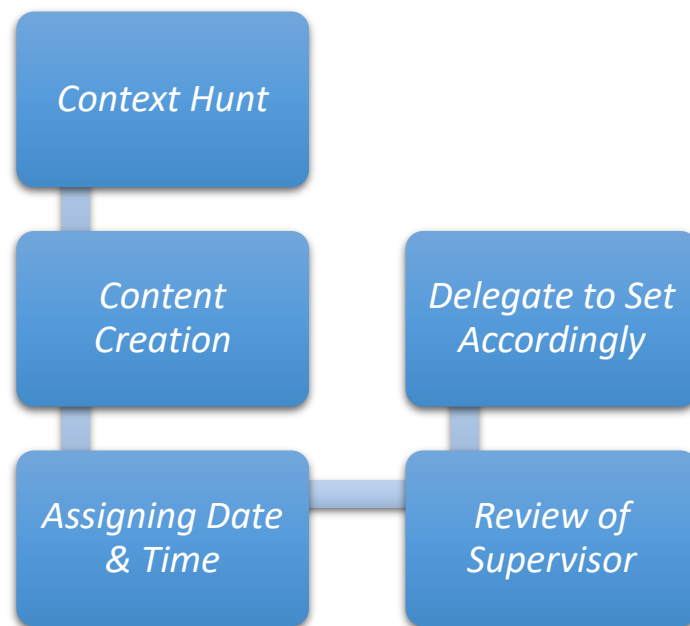 Context Hunt
Content
Creation
Assigning Date
& Time
Review of
Supervisor
Delegate to Set
Accordingly